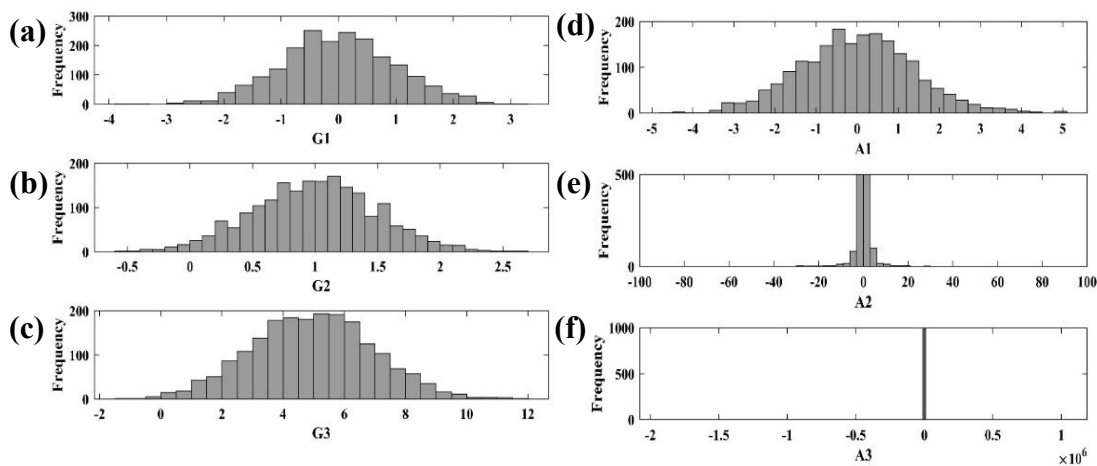 (a)
Frequency
300
200
100
0
-4 -3 -2 -1 0 1 2 3
G1
(b)
Frequency
200
100
0
-0.5 0 0.5 1 1.5 2 2.5
G2
(c)
Frequency
200
150
100
50
0
-2 0 2 4 6 8 10 12
G3
(d)
Frequency
200
100
0
-5 -4 -3 -2 -1 0 1 2 3 4 5
A1
(e)
Frequency
500
0
-100 -80 -60 -40 -20 0 20 40 60 80 100
A2
(f)
Frequency
1000
500
0
-2 -1.5 -1 -0.5 0 0.5 1
×10⁶
A3